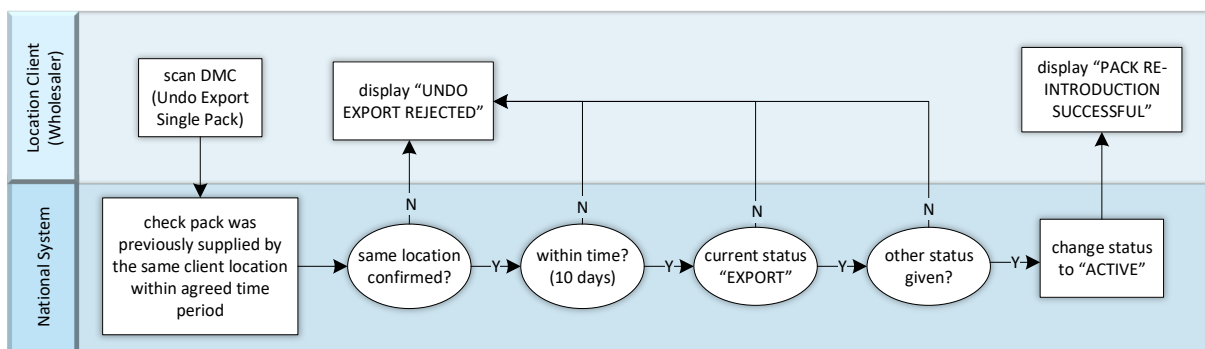 Location Client
(Wholesaler)
scan DMC
(Undo Export
Single Pack)
display “UNDO
EXPORT REJECTED”
display “PACK RE-
INTRODUCTION
SUCCESSFUL”
National System
check pack was
previously supplied by
the same client location
within agreed time
period
same location
confirmed?
N
Y
within time?
(10 days)
N
Y
current status
“EXPORT”
N
Y
other status
given?
N
Y
change status
to “ACTIVE”